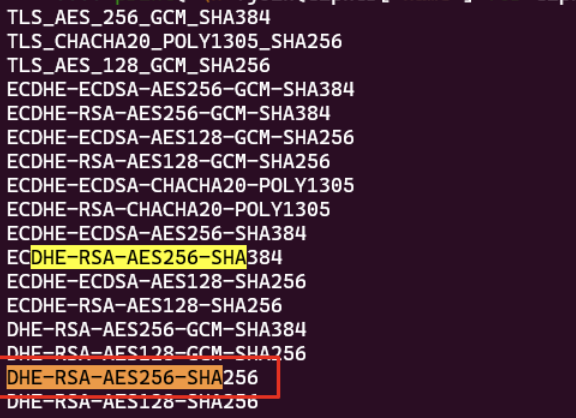 TLS_AES_256_GCM_SHA384
TLS_CHACHA20_POLY1305_SHA256
TLS_AES_128_GCM_SHA256
ECDHE-ECDSA-AES256-GCM-SHA384
ECDHE-RSA-AES256-GCM-SHA384
ECDHE-ECDSA-AES128-GCM-SHA256
ECDHE-RSA-AES128-GCM-SHA256
ECDHE-ECDSA-CHACHA20-POLY1305
ECDHE-RSA-CHACHA20-POLY1305
ECDHE-ECDSA-AES256-SHA384
ECDHE-RSA-AES256-SHA384
ECDHE-ECDSA-AES128-SHA256
ECDHE-RSA-AES128-SHA256
DHE-RSA-AES256-GCM-SHA384
DHE-RSA-AES128-GCM-SHA256
DHE-RSA-AES256-SHA256
DHE-RSA-AES128-SHA256